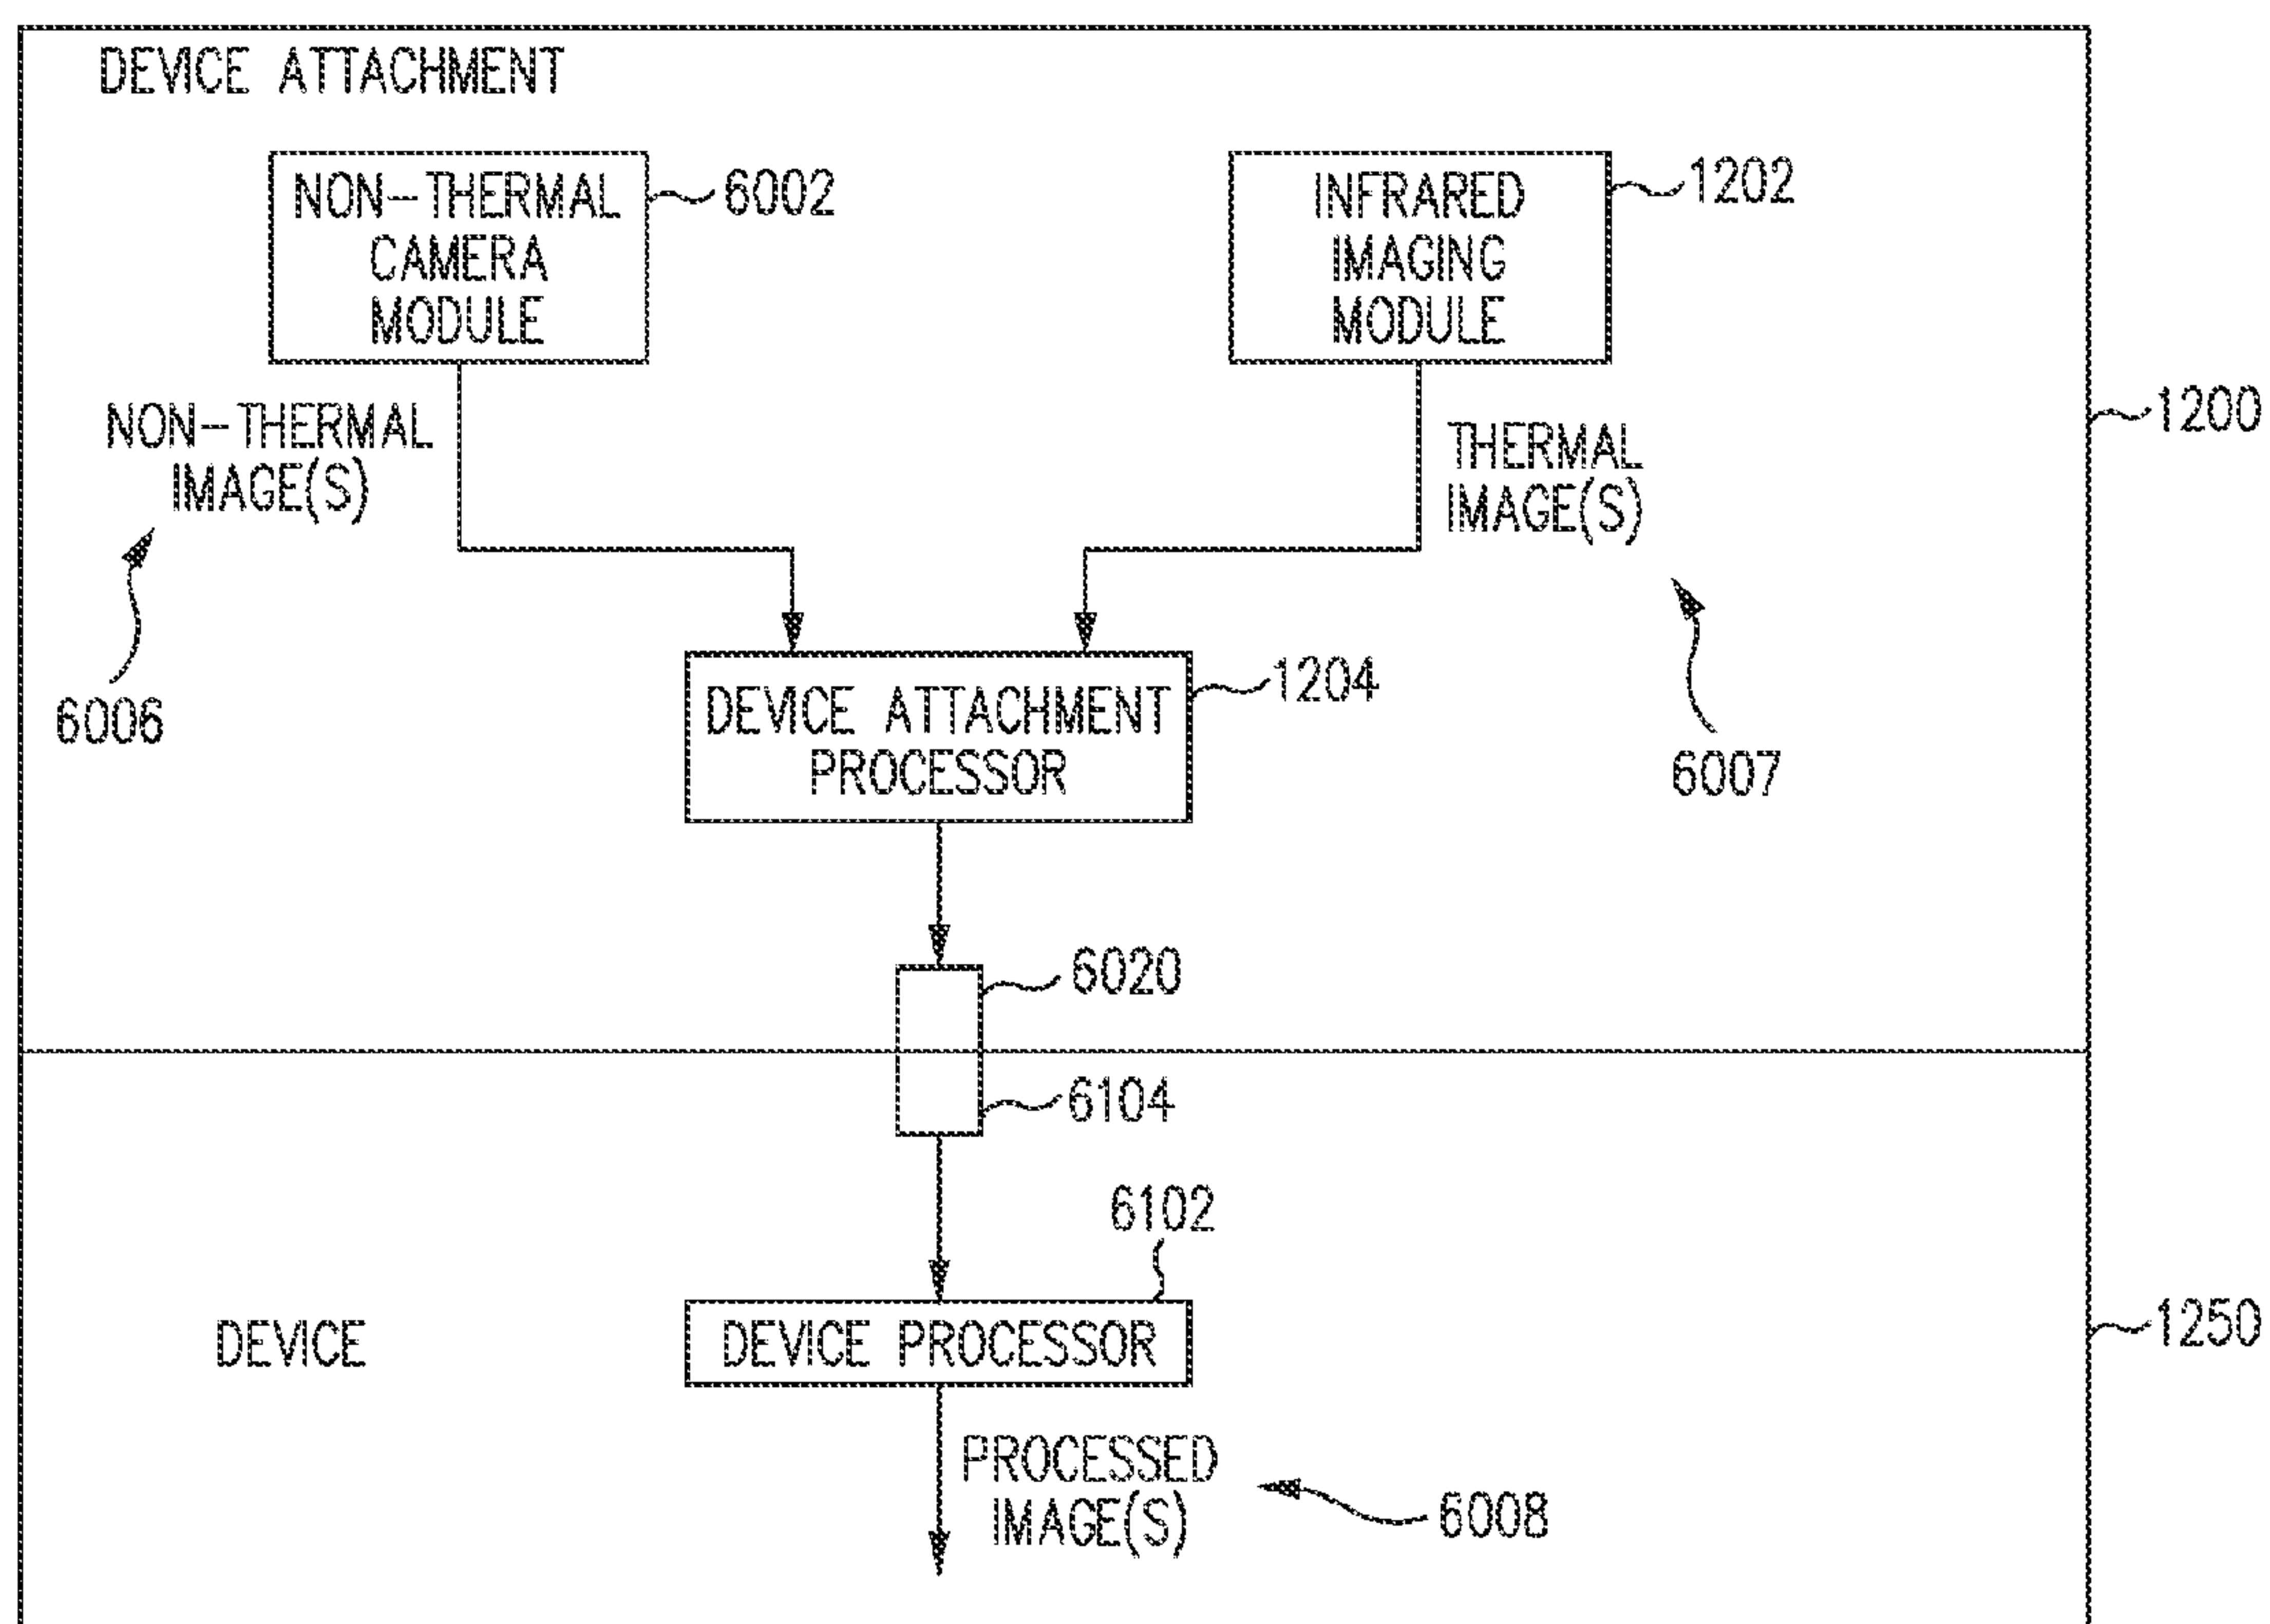 DEVICE ATTACHMENT
NON-THERMAL
CAMERA
MODULE
6002
INFRARED
IMAGING
MODULE
1202
1200
NON-THERMAL
IMAGE(S)
THERMAL
IMAGE(S)
6006
DEVICE ATTACHMENT
PROCESSOR
1204
6007
6020
6104
6102
DEVICE
DEVICE PROCESSOR
1250
PROCESSED
IMAGE(S)
6008